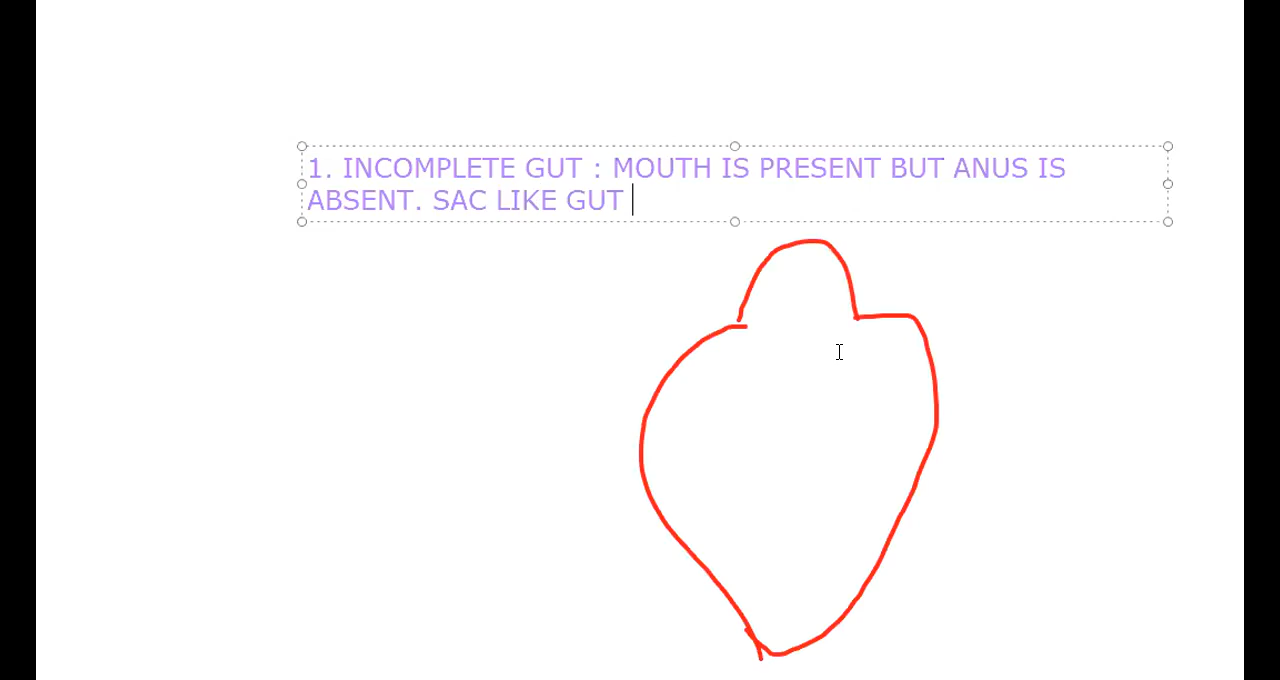 1. INCOMPLETE GUT : MOUTH IS PRESENT BUT ANUS IS
ABSENT. SAC LIKE GUT